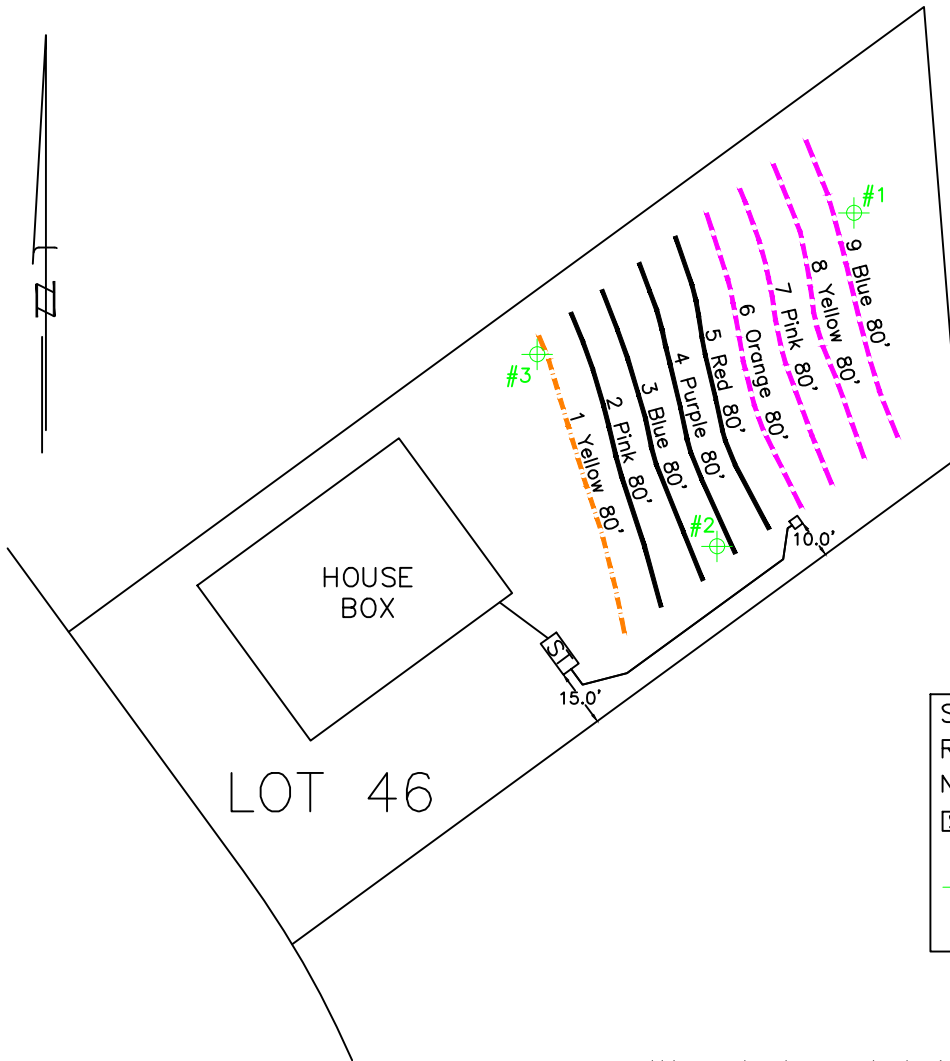 #1
9 Blue 80'
8 Yellow 80'
7 Pink 80'
6 Orange 80'
5 Red 80'
4 Purple 80'
3 Blue 80'
2 Pink 80'
1 Yellow 80'
#3
#2
10.0'
N
HOUSE
BOX
ST
15.0'
LOT 46
S
R
N